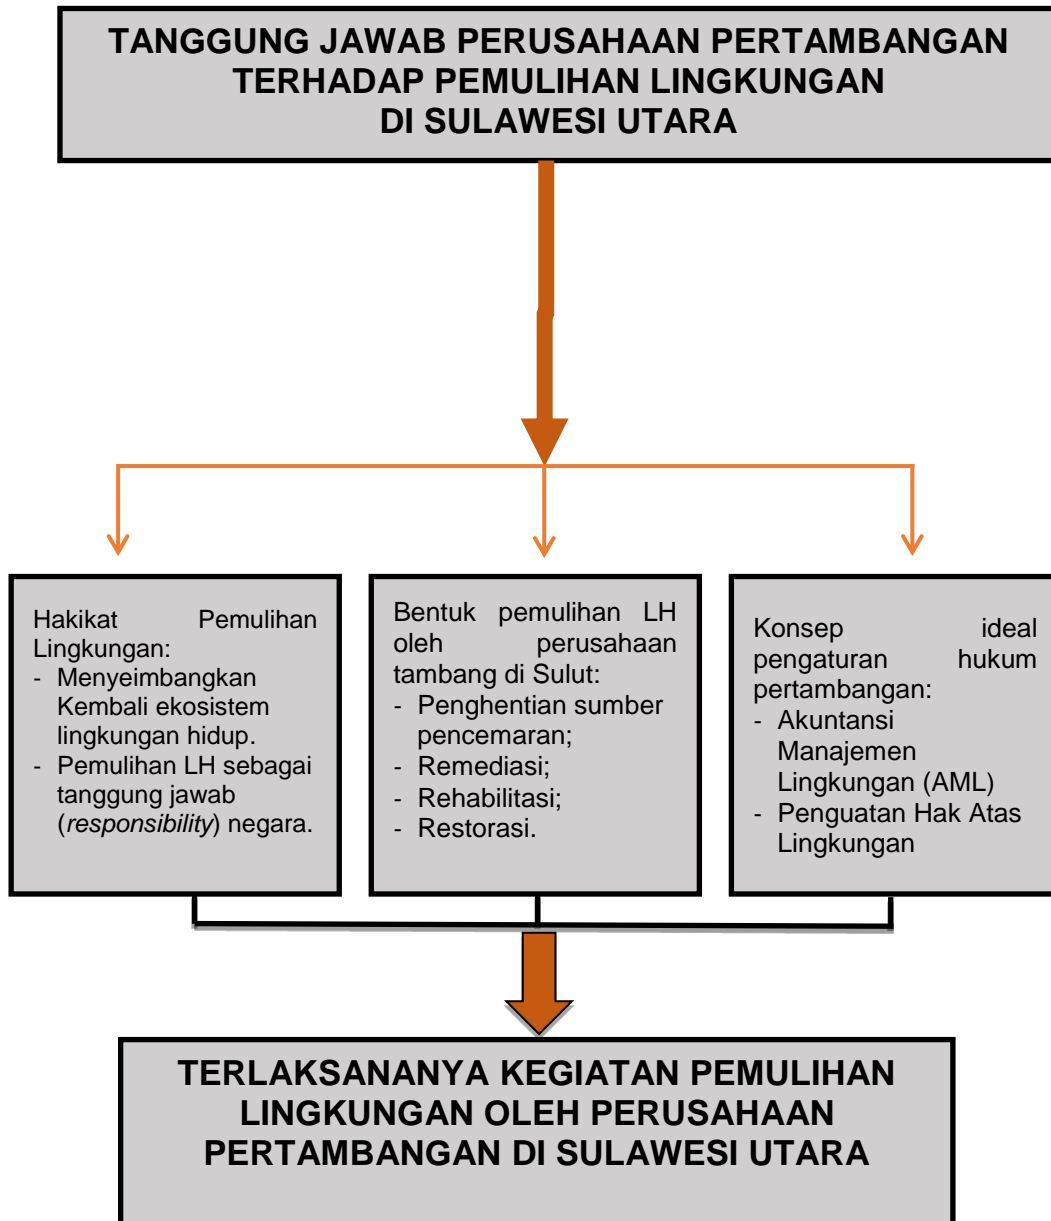 TANGGUNG JAWAB PERUSAHAAN PERTAMBANGAN
TERHADAP PEMULIHAN LINGKUNGAN
DI SULAWESI UTARA
Hakikat Pemulihan
Lingkungan:
- Menyeimbangkan
Kembali ekosistem
lingkungan hidup.
- Pemulihan LH sebagai
tanggung jawab
(responsibility) negara.
Bentuk pemulihan LH
oleh perusahaan
tambang di Sulut:
- Penghentian sumber
pencemaran;
- Remediasi;
- Rehabilitasi;
- Restorasi.
Konsep ideal
pengaturan hukum
pertambangan:
- Akuntansi
Manajemen
Lingkungan (AML)
- Penguatan Hak Atas
Lingkungan
TERLAKSANANYA KEGIATAN PEMULIHAN
LINGKUNGAN OLEH PERUSAHAAN
PERTAMBANGAN DI SULAWESI UTARA